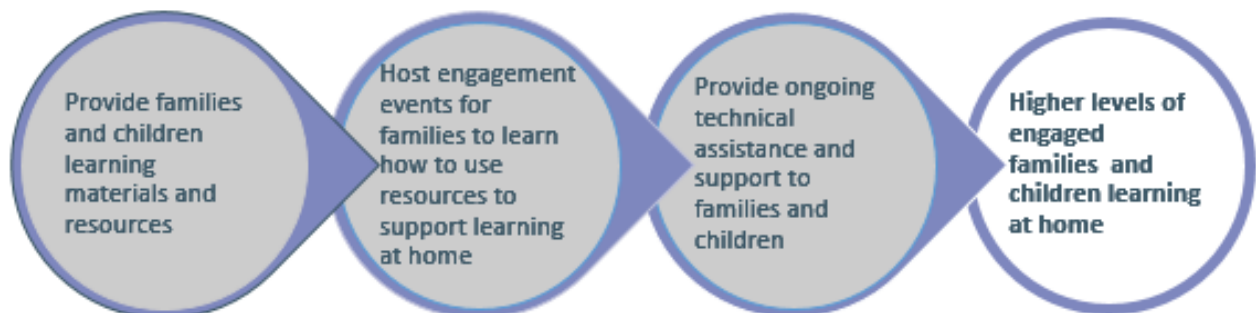 Provide families
and children
learning
materials and
resources
Host engagement
events for
families to learn
how to use
resources to
support learning
at home
Provide ongoing
technical
assistance and
support to
families and
children
Higher levels of
engaged
families and
children learning
at home